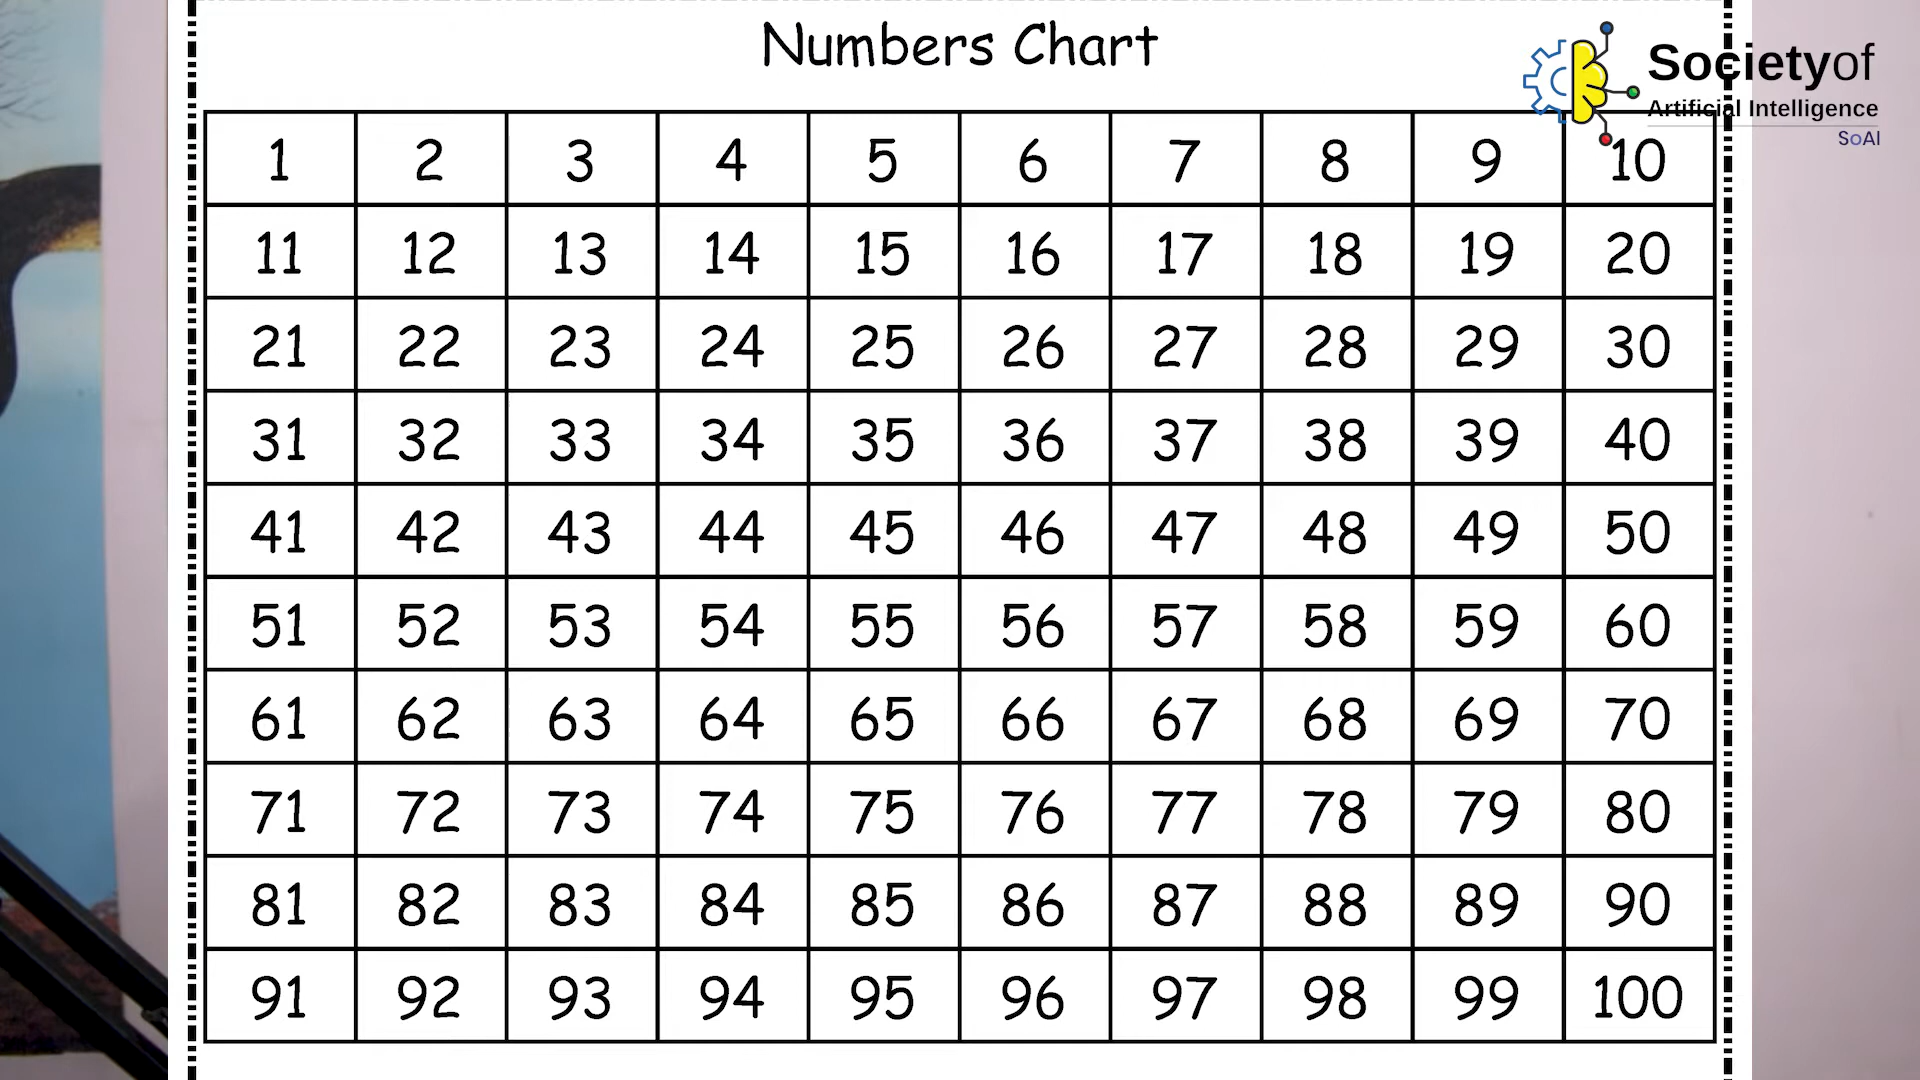 Numbers Chart
Societyof
Artificial Intelligence
SoAI
1 2 3 4 5 6 7 8 9 10
11 12 13 14 15 16 17 18 19 20
21 22 23 24 25 26 27 28 29 30
31 32 33 34 35 36 37 38 39 40
41 42 43 44 45 46 47 48 49 50
51 52 53 54 55 56 57 58 59 60
61 62 63 64 65 66 67 68 69 70
71 72 73 74 75 76 77 78 79 80
81 82 83 84 85 86 87 88 89 90
91 92 93 94 95 96 97 98 99 100